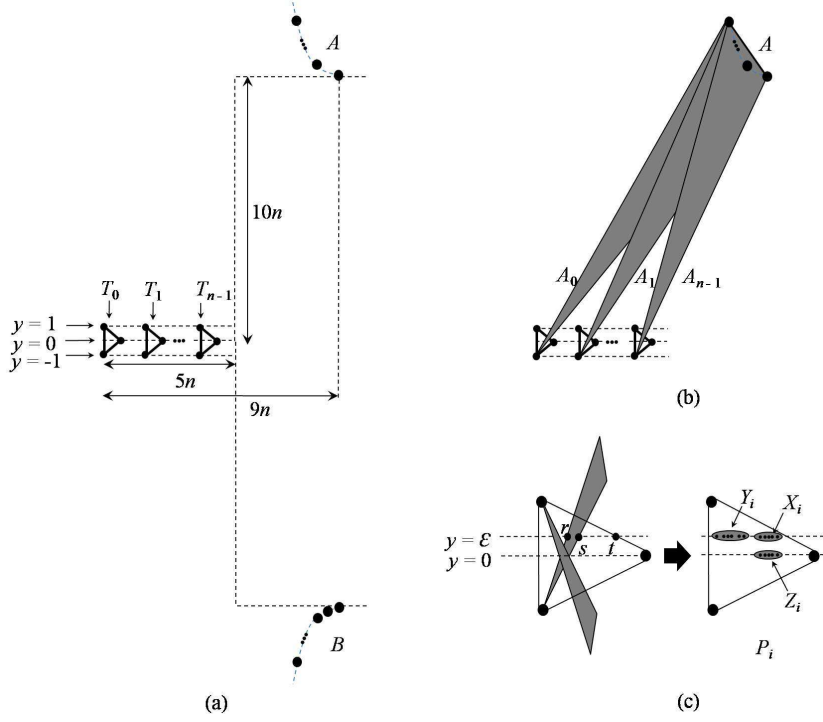 A
10n
T0 T1 Tn-1
y = 1
y = 0
y = -1
5n
9n
B
(a)
A
A0 A1 An-1
(b)
r
y = ε
s t
y = 0
Yi Xi
Zi
Pi
(c)